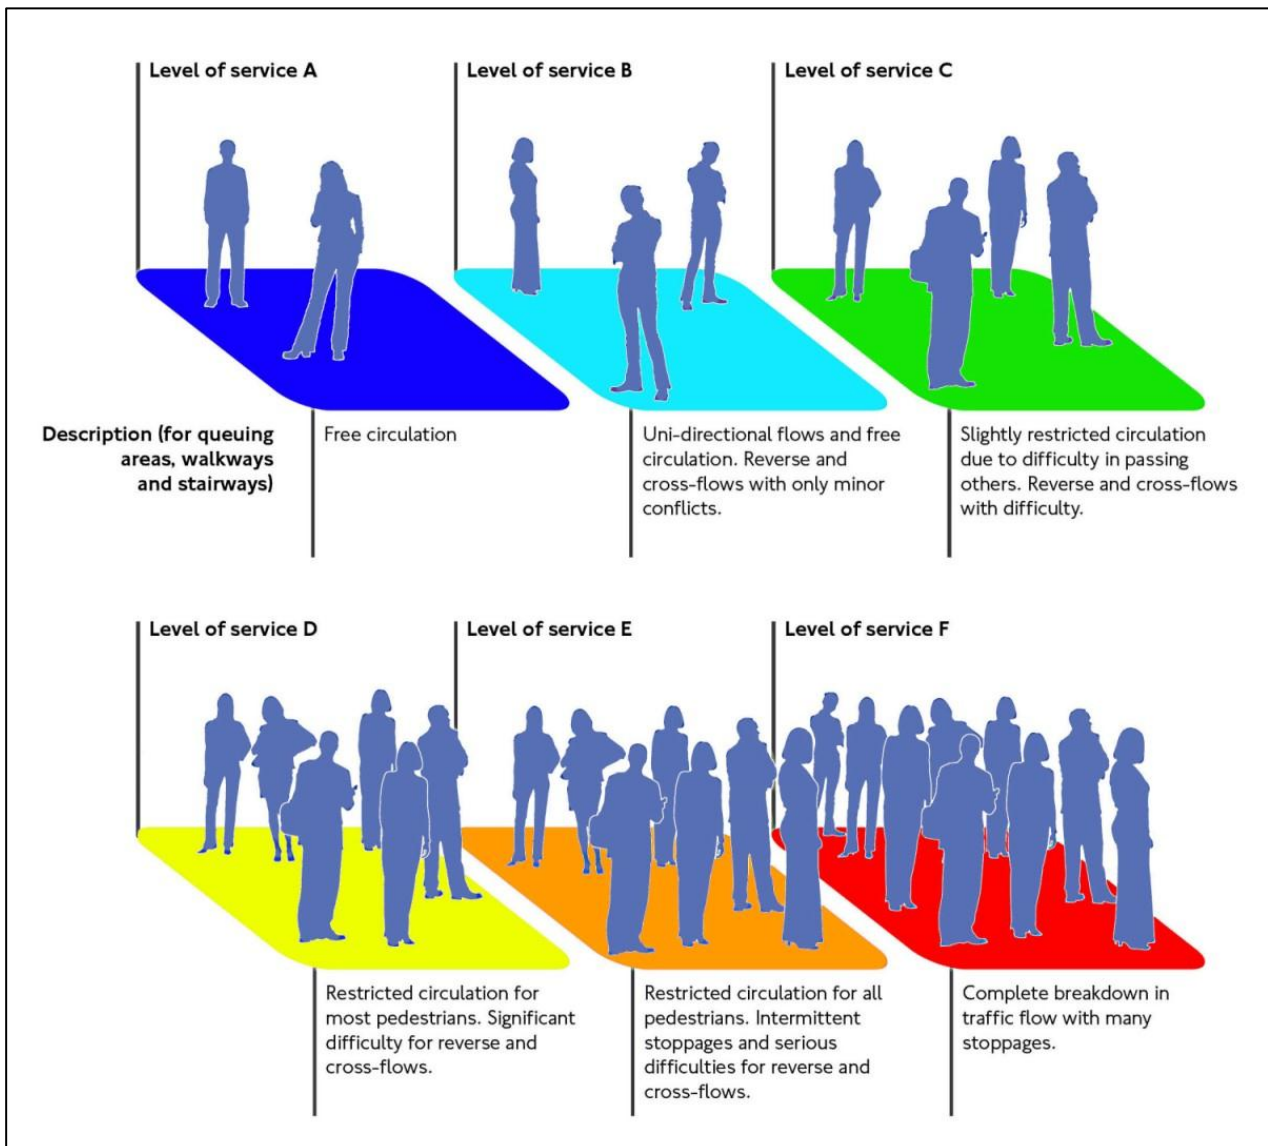 Level of service A
Level of service B
Level of service C
Description (for queuing
areas, walkways
and stairways)
Free circulation
Uni-directional flows and free
circulation. Reverse and
cross-flows with only minor
conflicts.
Slightly restricted circulation
due to difficulty in passing
others. Reverse and cross-flows
with difficulty.
Level of service D
Level of service E
Level of service F
Restricted circulation for
most pedestrians. Significant
difficulty for reverse and
cross-flows.
Restricted circulation for all
pedestrians. Intermittent
stoppages and serious
difficulties for reverse and
cross-flows.
Complete breakdown in
traffic flow with many
stoppages.